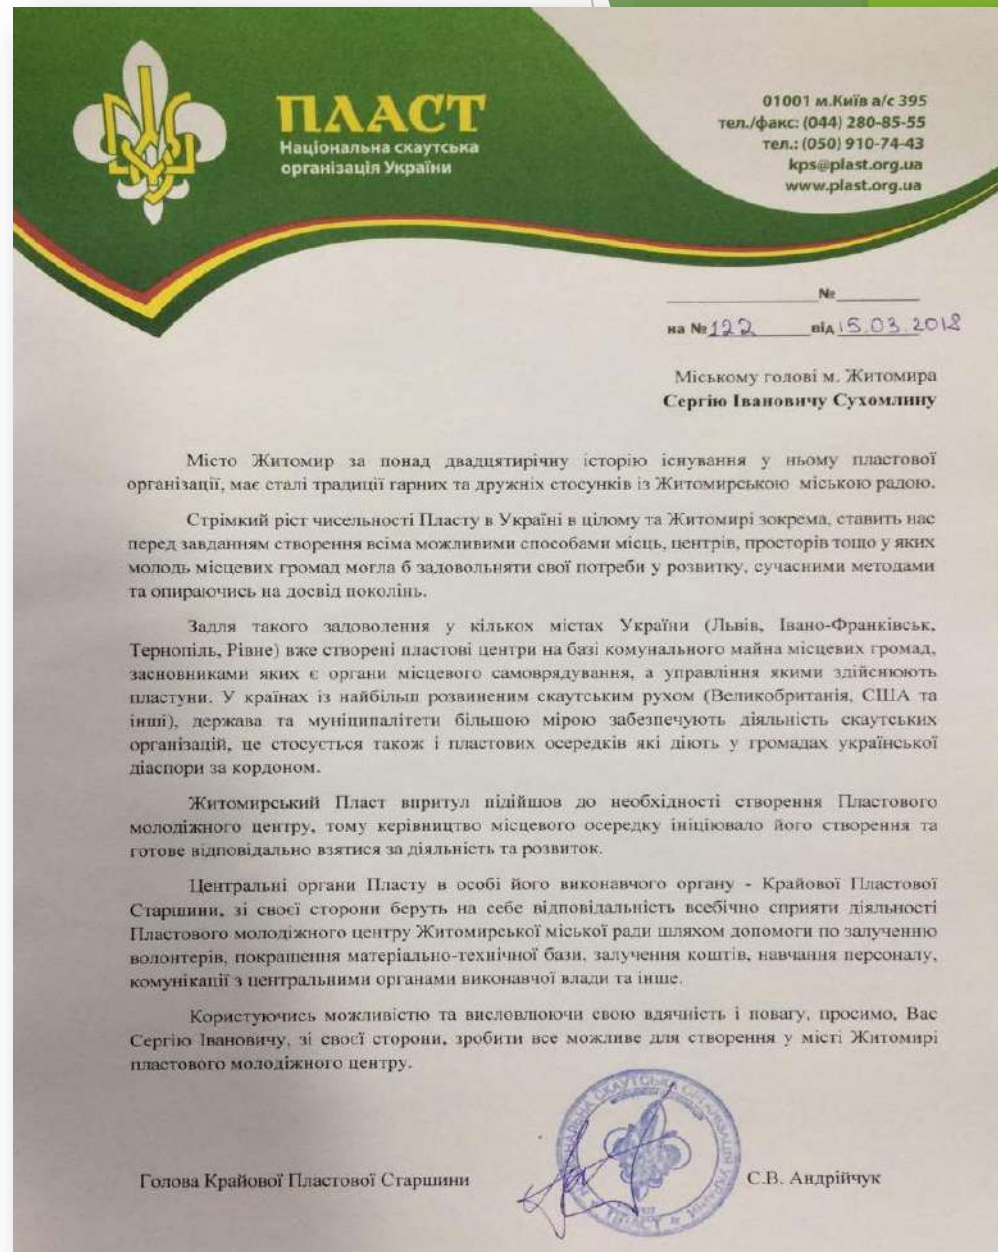 ПЛАСТ
Національна скаутська
організація України
01001 м.Київ а/с 395
тел./факс: (044) 280-85-55
тел.: (050) 910-74-43
kps@plast.org.ua
www.plast.org.ua
№
на № 122 від 15.03.2018
Міському голові м. Житомира
Сергію Івановичу Сухомлину
Місто Житомир за понад двадцятирічну історію існування у ньому пластової
організації, має сталі традиції гарних та дружніх стосунків із Житомирською міською радою.
Стрімкий ріст чисельності Пласту в Україні в цілому та Житомирі зокрема, ставить нас
перед завданням створення всіма можливими способами місць, центрів, просторів тощо у яких
молодь місцевих громад могла б задовольняти свої потреби у розвитку, сучасними методами
та опираючись на досвід поколінь.
Задля такого задоволення у кількох містах України (Львів, Івано-Франківськ,
Тернопіль, Рівне) вже створені пластові центри на базі комунального майна місцевих громад,
засновниками яких є органи місцевого самоврядування, а управління якими здійснюють
пластуни. У країнах із найбільш розвиненим скаутським рухом (Великобританія, США та
інші), держава та муніципалітети більшою мірою забезпечують діяльність скаутських
організацій, це стосується також і пластових осередків які діють у громадах української
діаспори за кордоном.
Житомирський Пласт впритул підійшов до необхідності створення Пластового
молодіжного центру, тому керівництво місцевого осередку ініціювало його створення та
готове відповідально взятися за діяльність та розвиток.
Центральні органи Пласту в особі його виконавчого органу - Крайової Пластової
Старшини, зі своєї сторони беруть на себе відповідальність всебічно сприяти діяльності
Пластового молодіжного центру Житомирської міської ради шляхом допомоги по залученню
волонтерів, покращення матеріально-технічної бази, залучення коштів, навчання персоналу,
комунікації з центральними органами виконавчої влади та інше.
Користуючись можливістю та висловлюючи свою вдячність і повагу, просимо, Вас
Сергію Івановичу, зі своєї сторони, зробити все можливе для створення у місті Житомирі
пластового молодіжного центру.
Голова Крайової Пластової Старшини
С.В. Андрійчук
ПЛАСТ